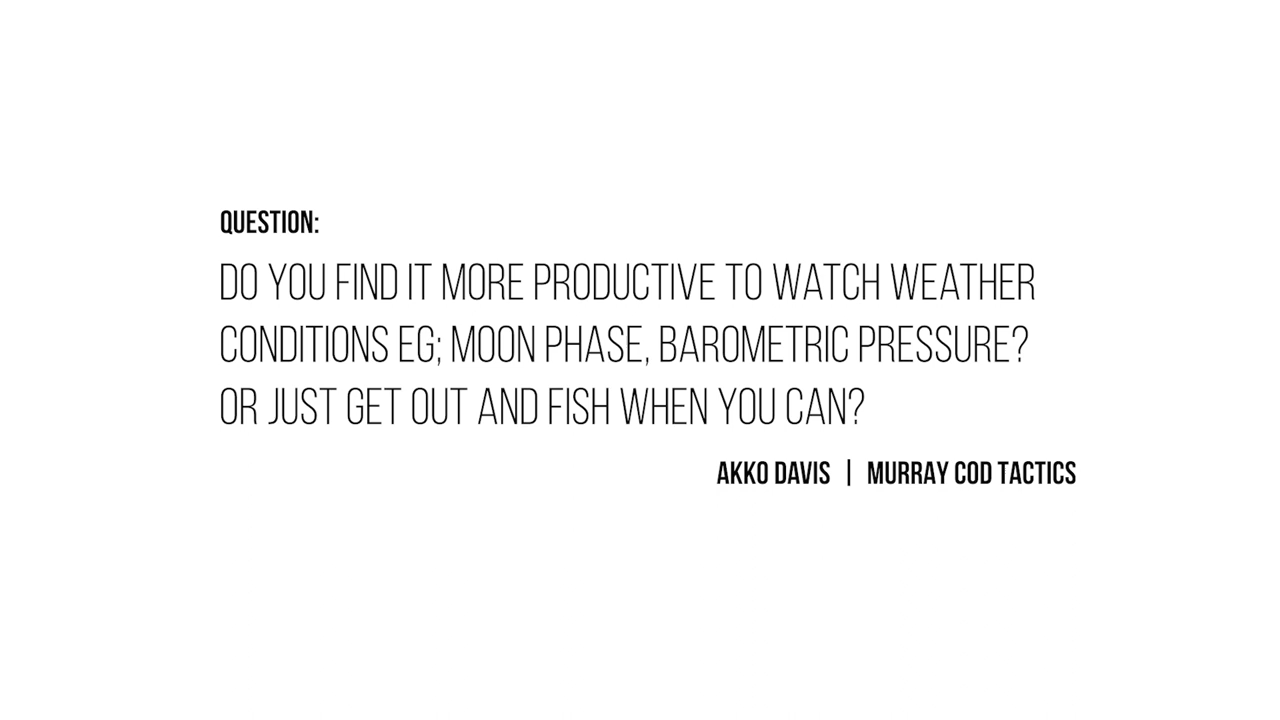 QUESTION:
DO YOU FIND IT MORE PRODUCTIVE TO WATCH WEATHER
CONDITIONS EG; MOON PHASE, BAROMETRIC PRESSURE?
OR JUST GET OUT AND FISH WHEN YOU CAN?
AKKO DAVIS | MURRAY COD TACTICS